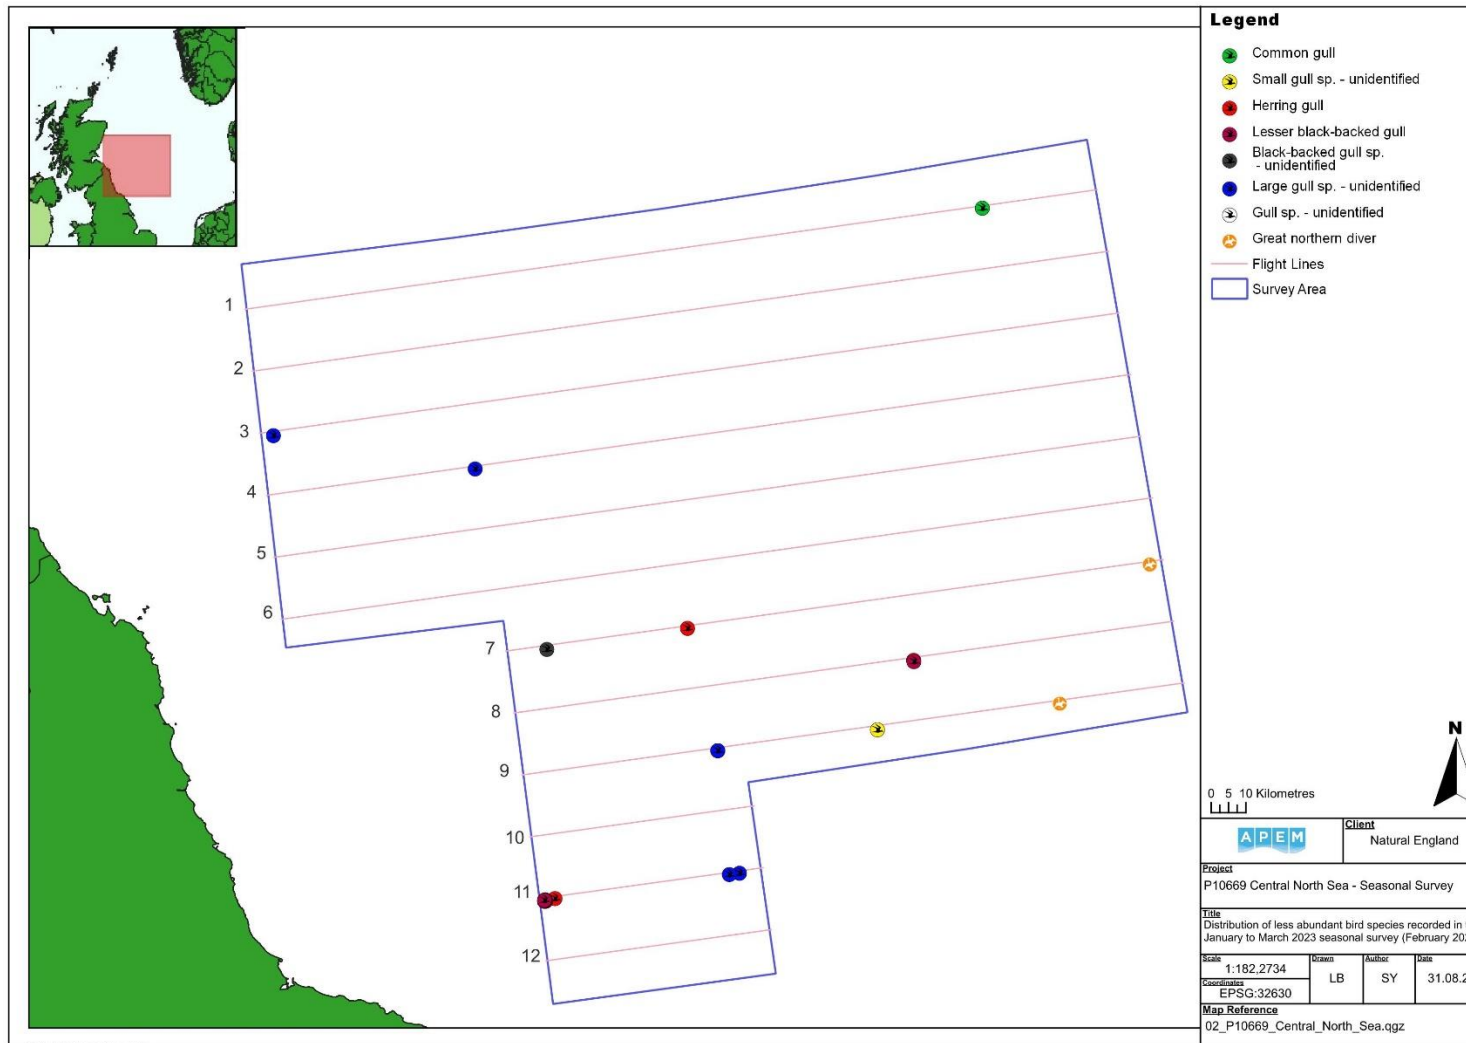 Legend
Common gull
Small gull sp. - unidentified
Herring gull
Lesser black-backed gull
Black-backed gull sp.
- unidentified
Large gull sp. - unidentified
Gull sp. - unidentified
Great northern diver
Flight Lines
Survey Area
1
2
3
4
5
6
7
8
9
10
11
12
N
0 5 10 Kilometres
APEM
Client
Natural England
Project
P10669 Central North Sea - Seasonal Survey
Title
Distribution of less abundant bird species recorded in
January to March 2023 seasonal survey (February 20
Scale
1:182,2734
Drawn
LB
Author
SY
Date
31.08.2
Coordinates
EPSG:32630
Map Reference
02_P10669_Central_North_Sea.qgz